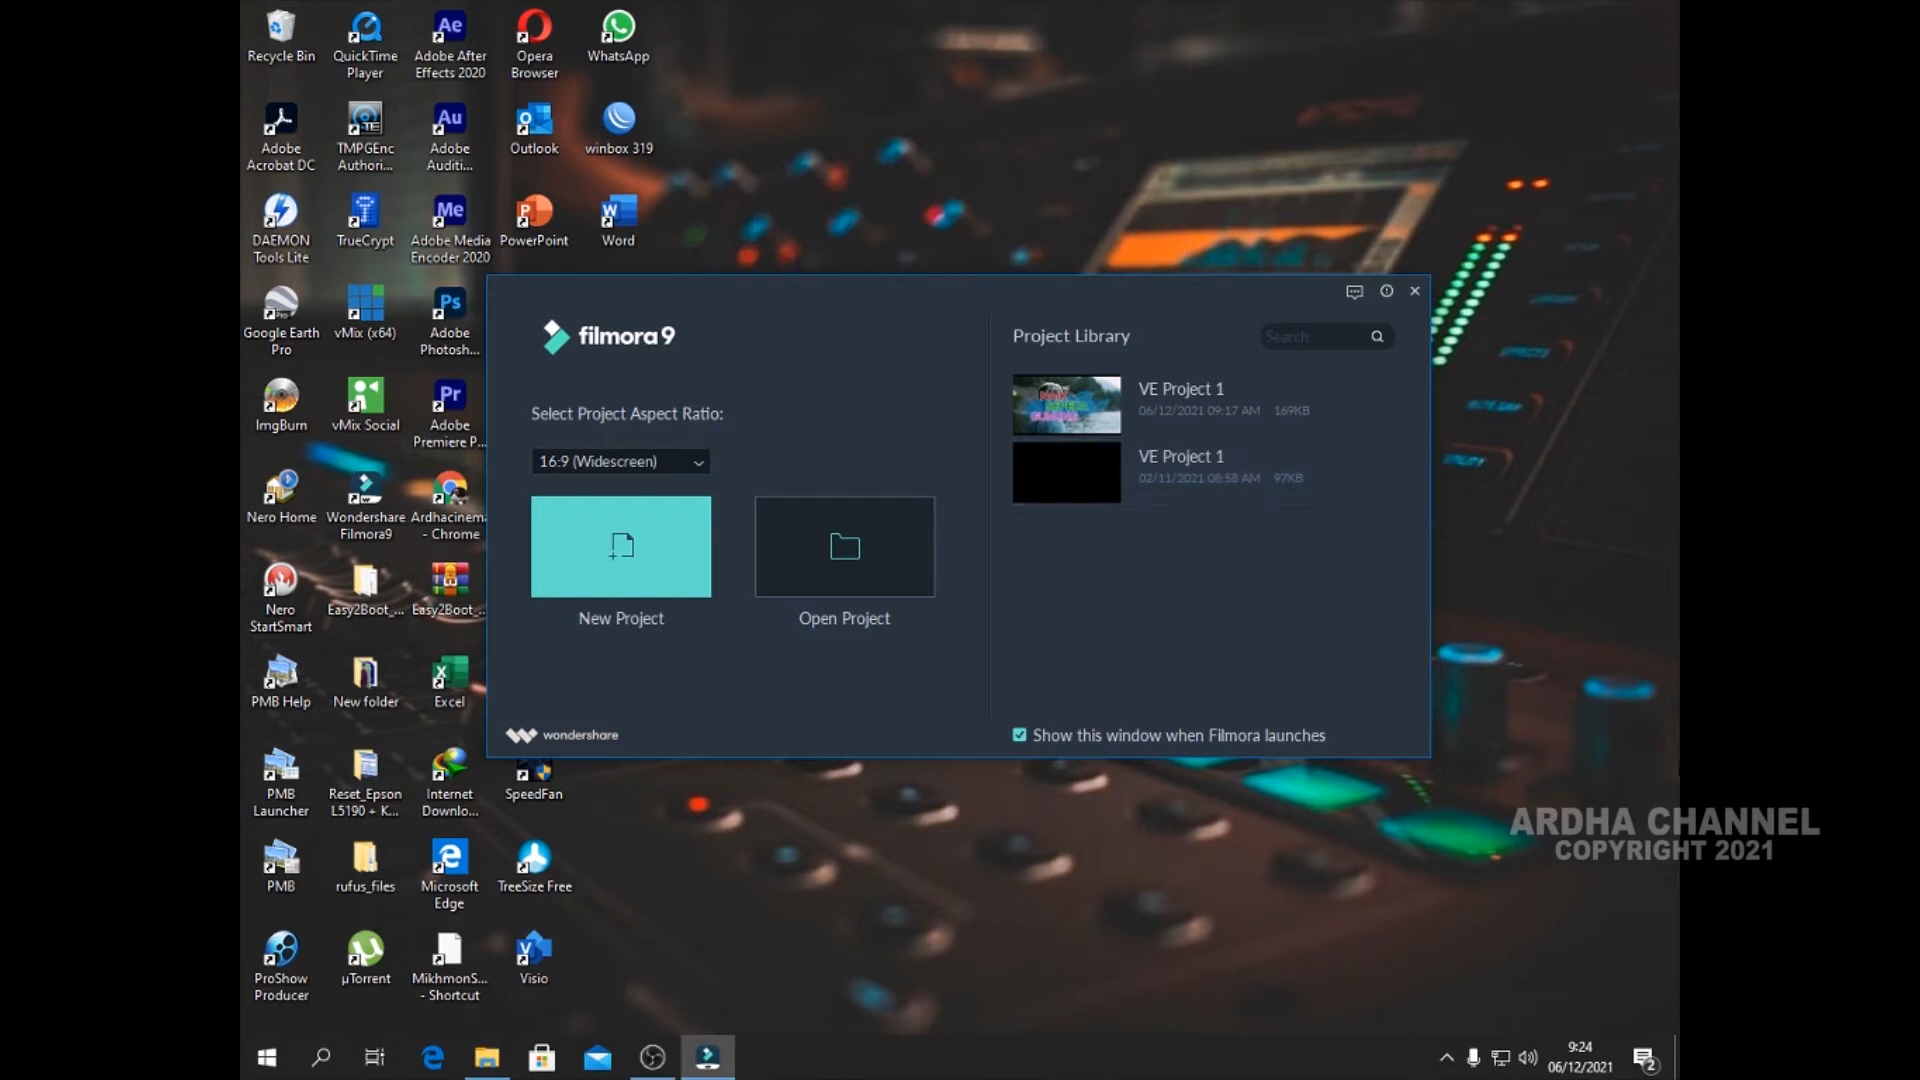 Recycle Bin
QuickTime
Player
Adobe After
Effects 2020
Opera
Browser
WhatsApp
Adobe
Acrobat DC
TMPGEnc
Authori...
Adobe
Auditi...
Outlook
winbox 319
DAEMON
Tools Lite
TrueCrypt
Adobe Media
Encoder 2020
PowerPoint
Word
Google Earth
Pro
vMix (x64)
Adobe
Photosh...
ImgBurn
vMix Social
Adobe
Premiere P...
Nero Home
Wondershare
Filmora9
Ardhacinema
- Chrome
Nero
StartSmart
Easy2Boot_...
Easy2Boot_...
PMB Help
New folder
Excel
PMB
Launcher
Reset_Epson
L5190 + K...
Internet
Downlo...
SpeedFan
PMB
rufus_files
Microsoft
Edge
TreeSize Free
ProShow
Producer
µTorrent
MikhmonS...
- Shortcut
Visio
filmora9
Select Project Aspect Ratio:
16:9 (Widescreen)
New Project
Open Project
wondershare
Project Library
Search
VE Project 1
06/12/2021 09:17 AM 169KB
VE Project 1
02/11/2021 08:58 AM 97KB
Show this window when Filmora launches
ARDHA CHANNEL
COPYRIGHT 2021
9:24
06/12/2021
2